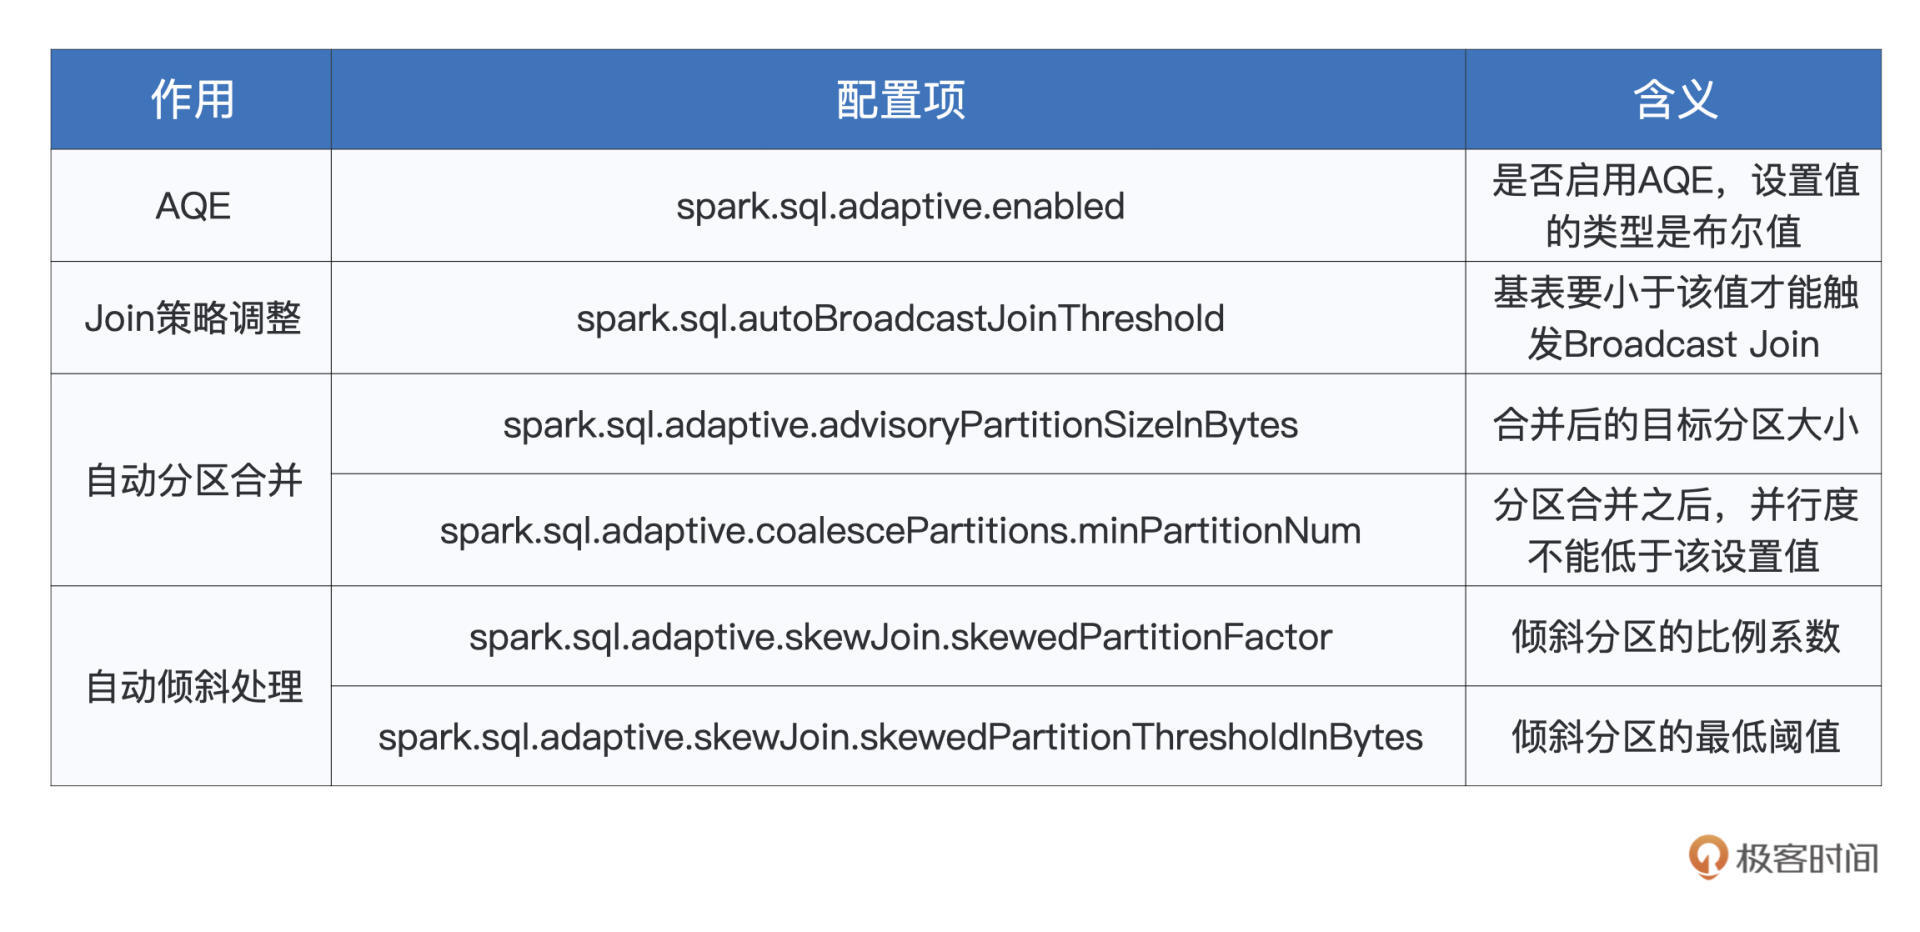 作用
配置项
含义
AQE
spark.sql.adaptive.enabled
是否启用AQE，设置值
的类型是布尔值
Join策略调整
spark.sql.autoBroadcastJoinThreshold
基表要小于该值才能触
发Broadcast Join
自动分区合并
spark.sql.adaptive.advisoryPartitionSizeInBytes
合并后的目标分区大小
spark.sql.adaptive.coalescePartitions.minPartitionNum
分区合并之后，并行度
不能低于该设置值
自动倾斜处理
spark.sql.adaptive.skewJoin.skewedPartitionFactor
倾斜分区的比例系数
spark.sql.adaptive.skewJoin.skewedPartitionThresholdInBytes
倾斜分区的最低阈值
极客时间